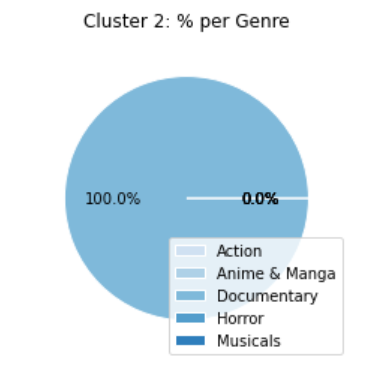 Cluster 2: % per Genre
100.0%
0.0%
Action
Anime & Manga
Documentary
Horror
Musicals